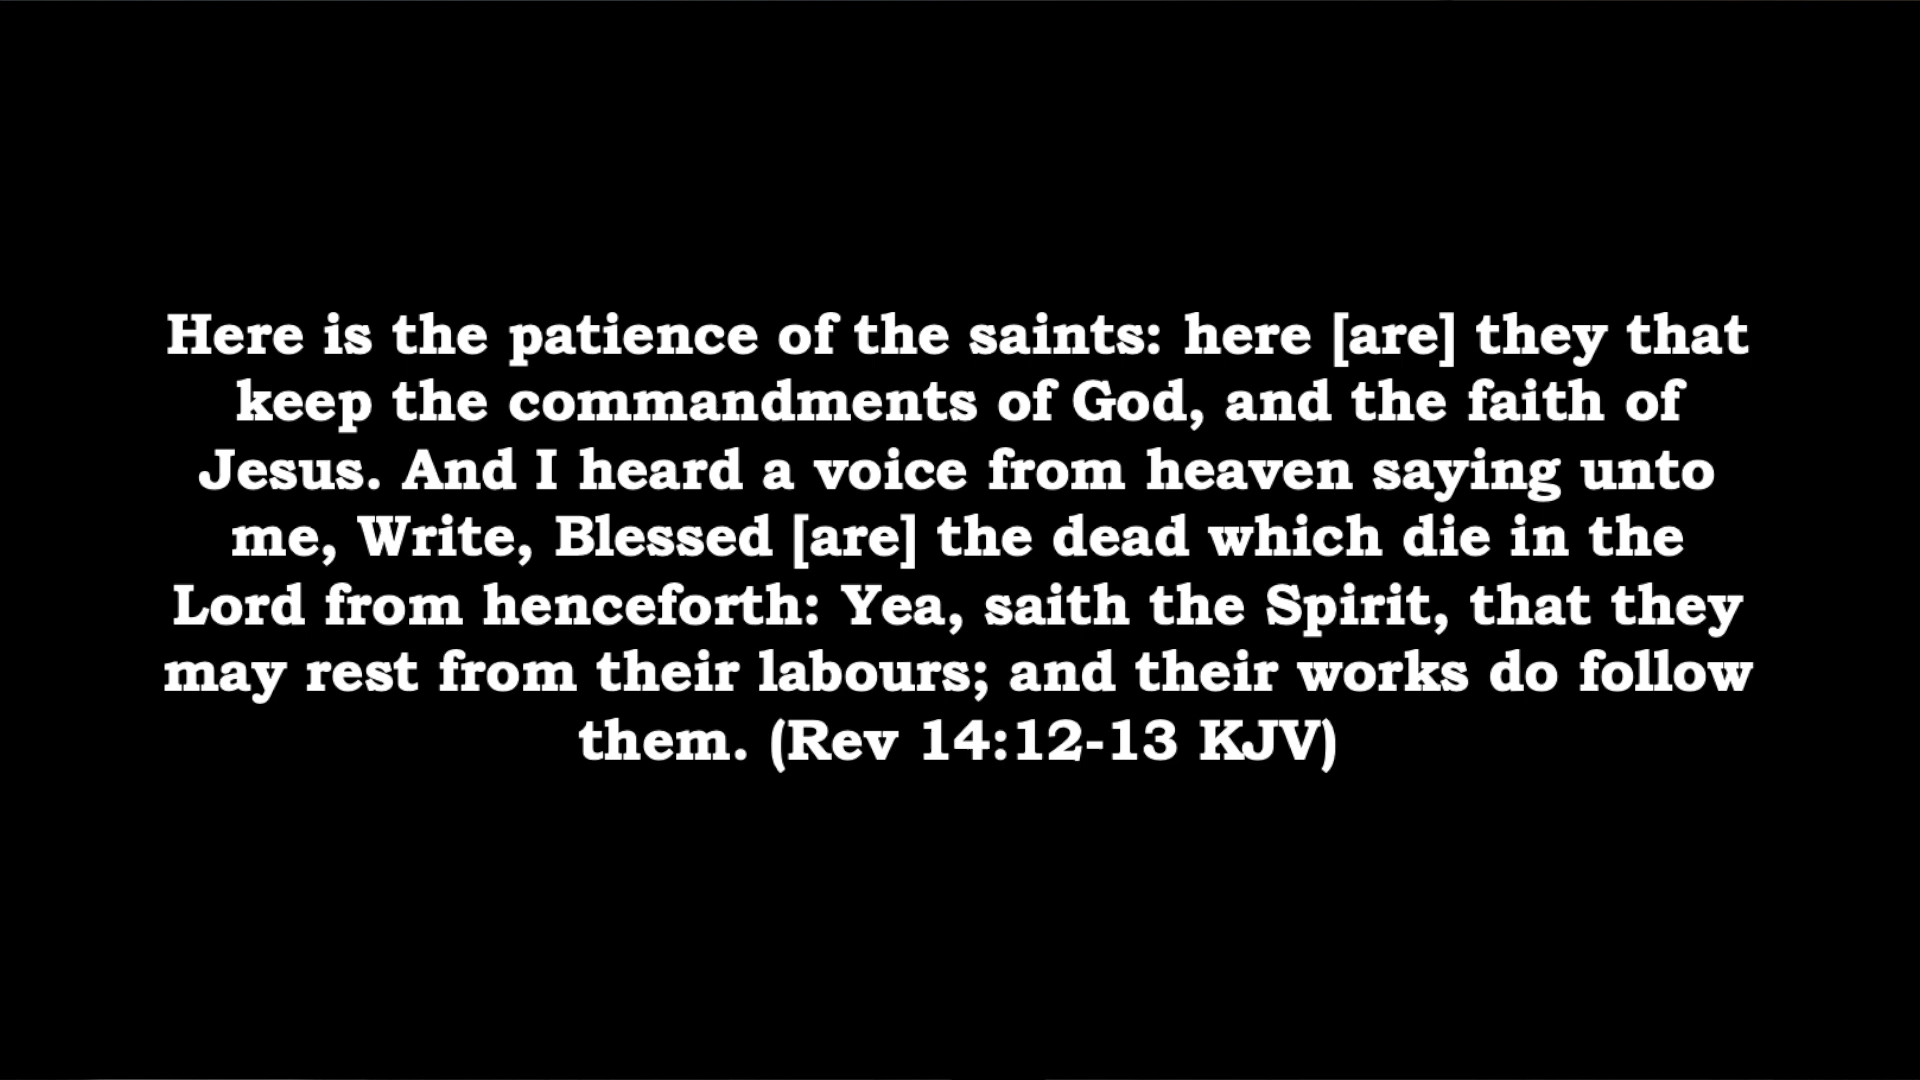 Here is the patience of the saints: here [are] they that
keep the commandments of God, and the faith of
Jesus. And I heard a voice from heaven saying unto
me, Write, Blessed [are] the dead which die in the
Lord from henceforth: Yea, saith the Spirit, that they
may rest from their labours; and their works do follow
them. (Rev 14:12-13 KJV)